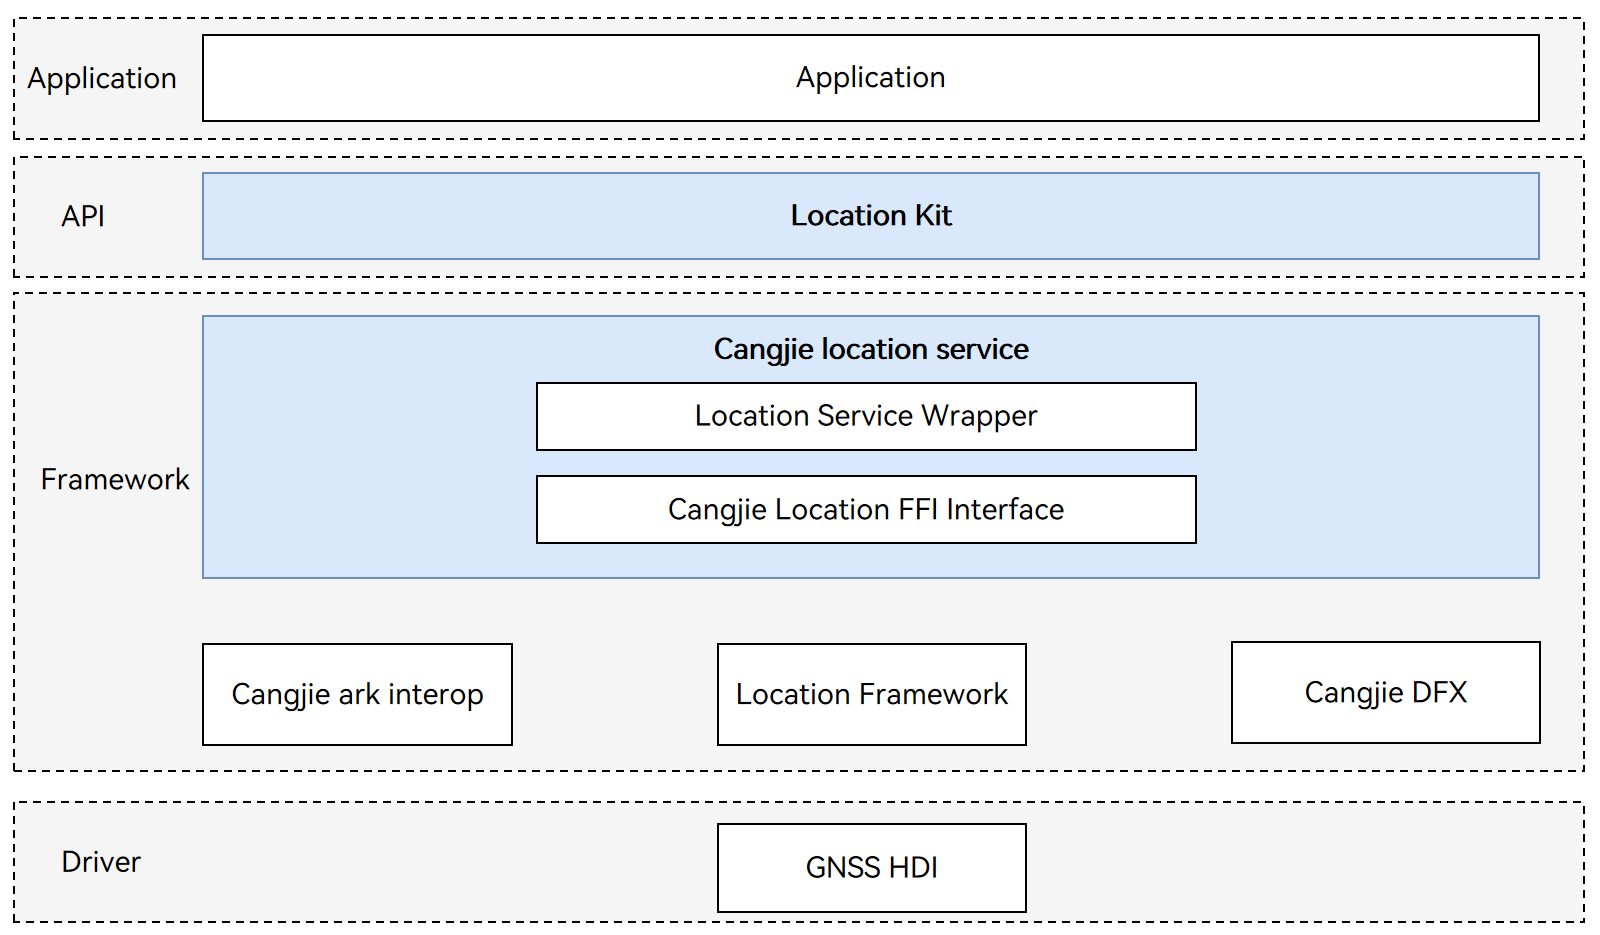 Application
Application
API
Location Kit
Framework
Cangjie location service
Location Service Wrapper
Cangjie Location FFI Interface
Cangjie ark interop
Location Framework
Cangjie DFX
Driver
GNSS HDI